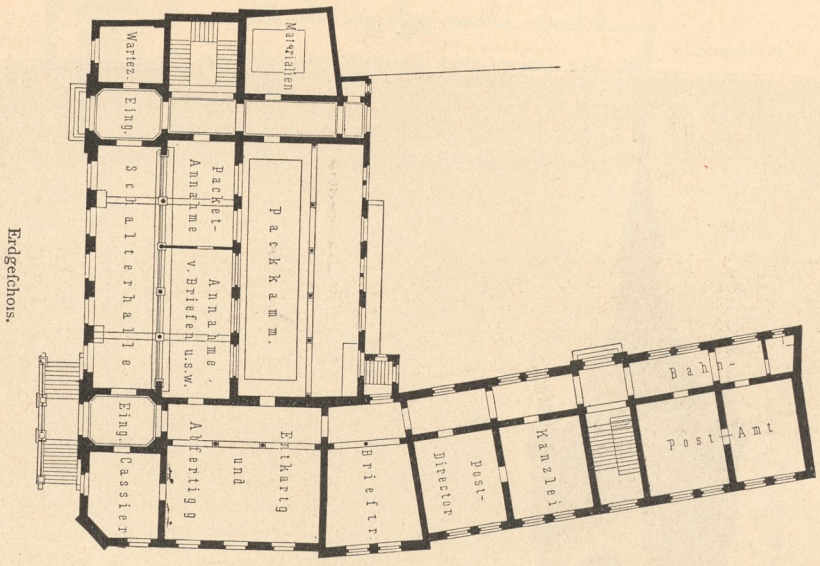 Wartez.
Materialien
Eing.
Schalterhalle
Packet-
Annahme
Annahme
v. Briefen u.s.w.
Packkamm.
Eing.
Cassier
Entkartg
und
Abfertigg
Brieftr.
Post-
Director
Kanzlei
Bahn-
Post-Amt
Erdgeſchoſs.